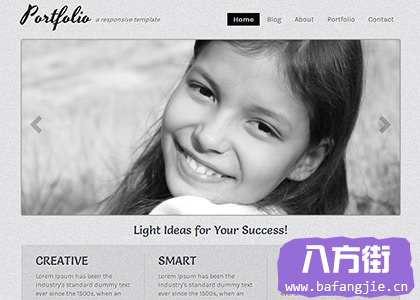 Portfolio a responsive template
Home Blog About Portfolio Contact
Light Ideas for Your Success!
CREATIVE
Lorem Ipsum has been the
industry's standard dummy text
ever since the 1500s, when an
SMART
Lorem Ipsum has been the
industry's standard dummy text
ever since the 1500s, when an
八方街
www.bafangjie.cn